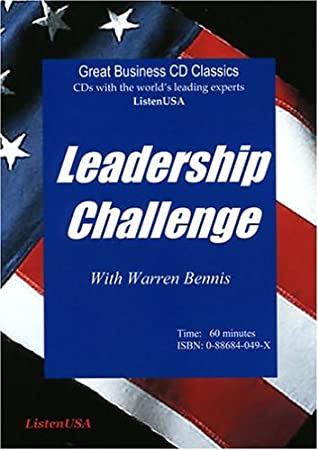 Great Business CD Classics
CDs with the world's leading experts
ListenUSA
Leadership
Challenge
With Warren Bennis
Time: 60 minutes
ISBN: 0-88684-049-X
ListenUSA